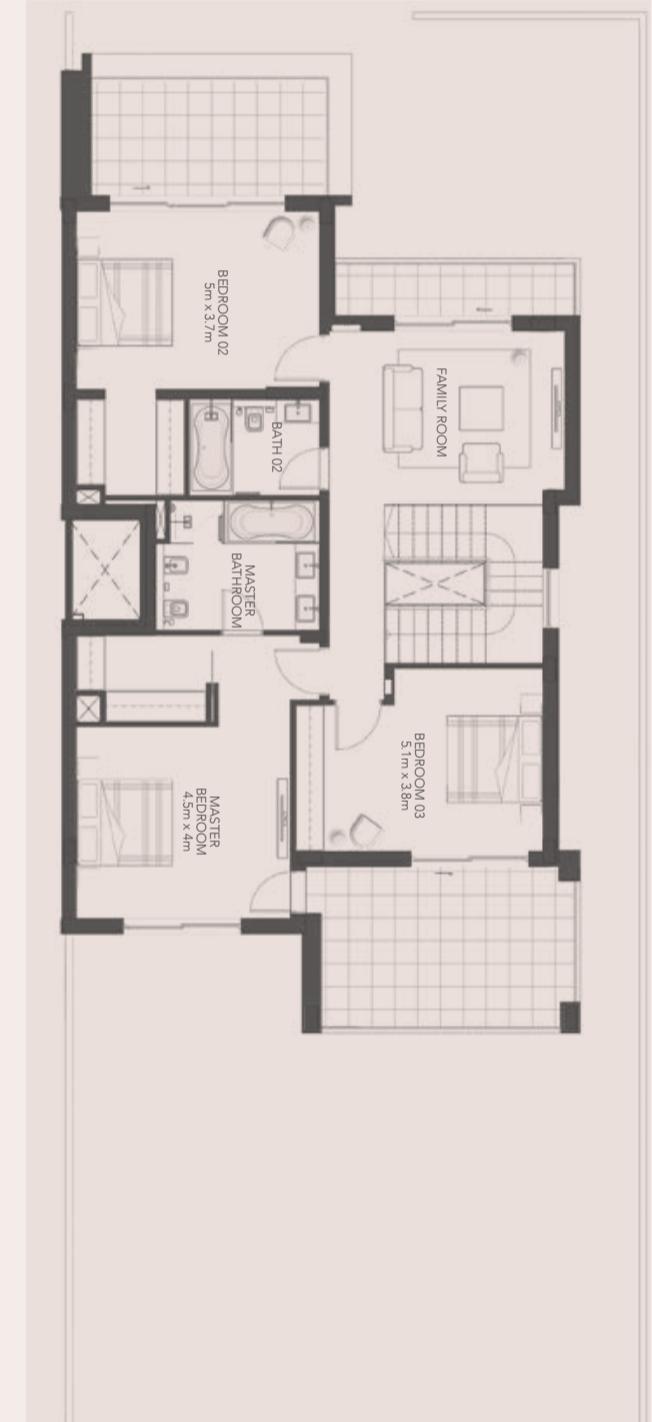 BEDROOM 02
5m x 3.7m
FAMILY ROOM
BATH 02
MASTER
BATHROOM
BEDROOM 03
5.1m x 3.8m
MASTER
BEDROOM
4.5m x 4m